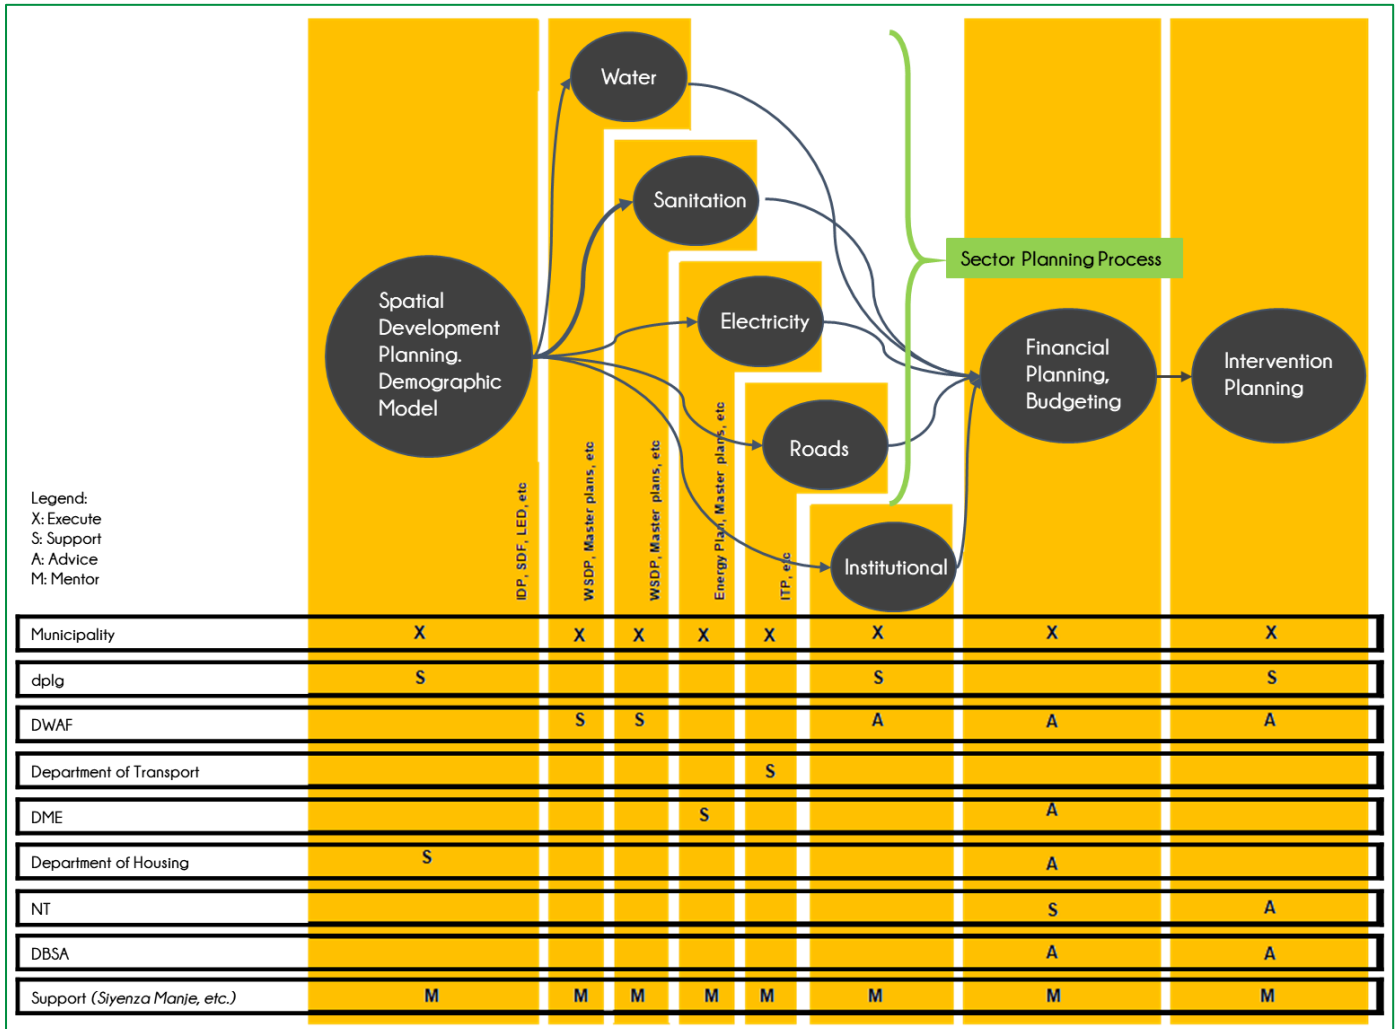 Water
Sanitation
Sector Planning Process
Spatial
Development
Planning.
Demographic
Model
Electricity
Financial
Planning,
Budgeting
Intervention
Planning
Roads
Institutional
IDP, SDF, LED, etc
WSDP, Master plans, etc
WSDP, Master plans, etc
Energy Plan, Master plans, etc
ITP, etc
Legend:
X: Execute
S: Support
A: Advice
M: Mentor
Municipality X X X X X X X X
dplg S S S
DWAF S S A A A
Department of Transport S
DME S A
Department of Housing S A
NT S A
DBSA A A
Support (Siyenza Manje, etc.) M M M M M M M M